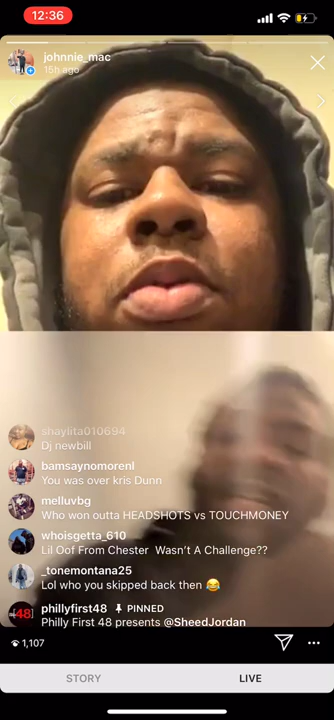 12:36
johnnie_mac
15h ago
shaylita010694
Dj newbill
bamsaynomorenl
You was over kris Dunn
melluvbg
Who won outta HEADSHOTS vs TOUCHMONEY
whoisgetta_610
Lil Oof From Chester Wasn't A Challenge??
_tonemontana25
Lol who you skipped back then 😂
phillyfirst48 PINNED
Philly First 48 presents @SheedJordan
1,107
STORY LIVE